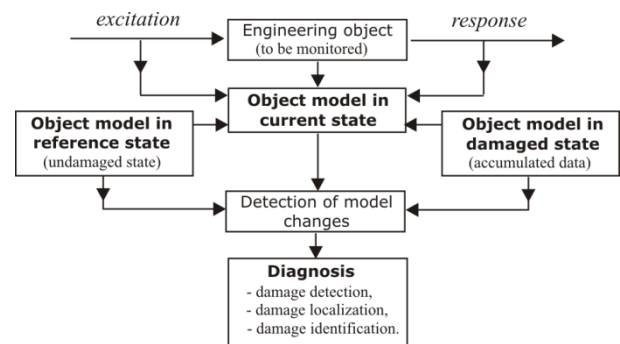 excitation
Engineering object
(to be monitored)
response
Object model in
current state
Object model in
reference state
(undamaged state)
Object model in
damaged state
(accumulated data)
Detection of model
changes
Diagnosis
- damage detection,
- damage localization,
- damage identification.